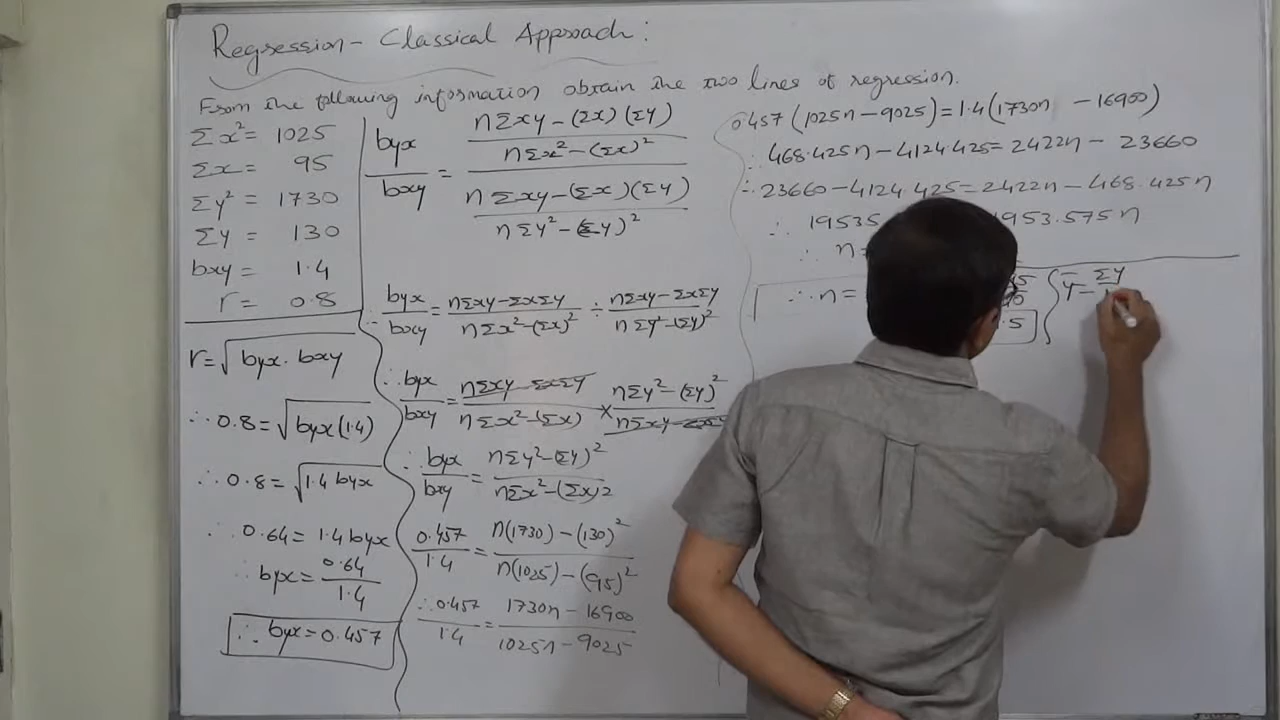 Regression - Classical Approach:
From the following information obtain the two lines of regression.
Σx² = 1025
Σx = 95
Σy² = 1730
Σy = 130
bxy = 1.4
r = 0.8
r = √byx . bxy
∴ 0.8 = √byx(1.4)
∴ 0.8 = √1.4 byx
∴ 0.64 = 1.4 byx
∴ byx = 0.64/1.4
∴ byx = 0.457
byx/bxy = nΣxy - (Σx)(Σy)
nΣx² - (Σx)²
nΣxy - (Σx)(Σy)
nΣy² - (Σy)²
∴ byx/bxy = nΣxy - ΣxΣy / nΣx² - (Σx)² ÷ nΣxy - ΣxΣy / nΣy² - (Σy)²
∴ byx/bxy = nΣxy - ΣxΣy / nΣx² - (Σx) × nΣy² - (Σy)² / nΣxy - ΣxΣy
∴ byx/bxy = nΣy² - (Σy)² / nΣx² - (Σx)2
0.457/1.4 = n(1730) - (130)² / n(1025) - (95)²
∴ 0.457/1.4 = 1730n - 16900 / 1025n - 9025
0.457(1025n - 9025) = 1.4(1730n - 16900)
∴ 468.425n - 4124.425 = 2422n - 23660
∴ 23660 - 4124.425 = 2422n - 468.425n
∴ 19535 1953.575n
∴ n =
∴ n =
.5
ȳ = Σy